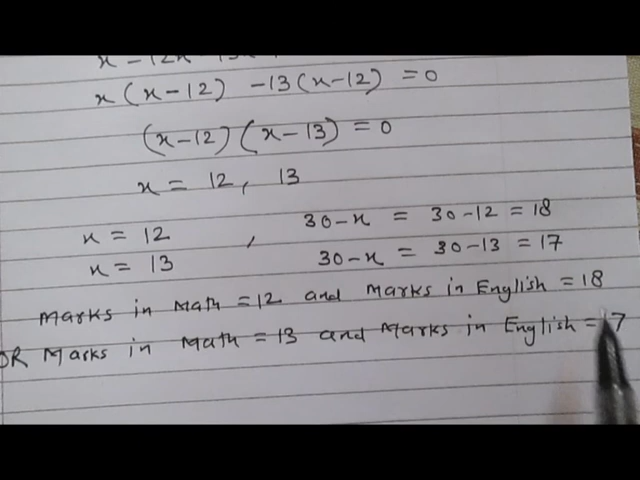 x(x-12) -13(x-12) =0
(x-12)(x-13) =0
x = 12, 13
x = 12 , 30-x = 30-12 = 18
x = 13 30-x = 30-13 = 17
Marks in Math =12 and Marks in English =18
OR Marks in Math =13 and Marks in English =17